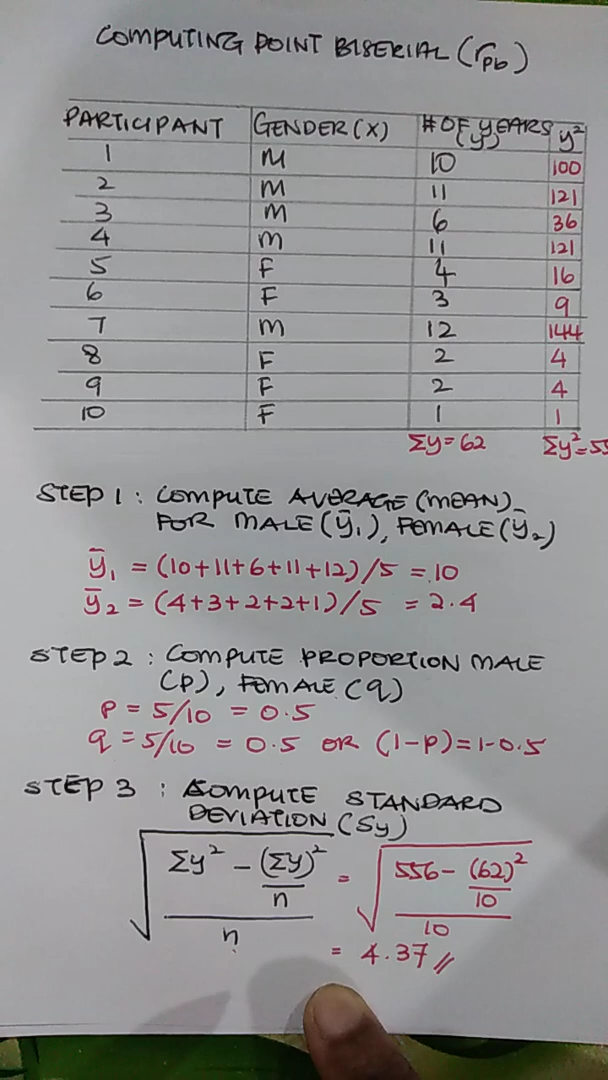 COMPUTING POINT BISERIAL (rpb)
PARTICIPANT GENDER (X) # OF YEARS (y) y²
1 M 10 100
2 M 11 121
3 M 6 36
4 M 11 121
5 F 4 16
6 F 3 9
7 M 12 144
8 F 2 4
9 F 2 4
10 F 1 1
Σy = 62 Σy²=55
STEP 1 : COMPUTE AVERAGE (MEAN)
FOR MALE (ȳ₁), FEMALE (ȳ₂)
ȳ₁ = (10+11+6+11+12)/5 = 10
ȳ₂ = (4+3+2+2+1)/5 = 2.4
STEP 2 : COMPUTE PROPORTION MALE
(P), FEMALE (q)
P = 5/10 = 0.5
q = 5/10 = 0.5 OR (1-P)=1-0.5
STEP 3 : COMPUTE STANDARD
DEVIATION (Sy)
√((Σy² - (Σy)²/n)/n) = √((556 - (62)²/10)/10)
= 4.37//